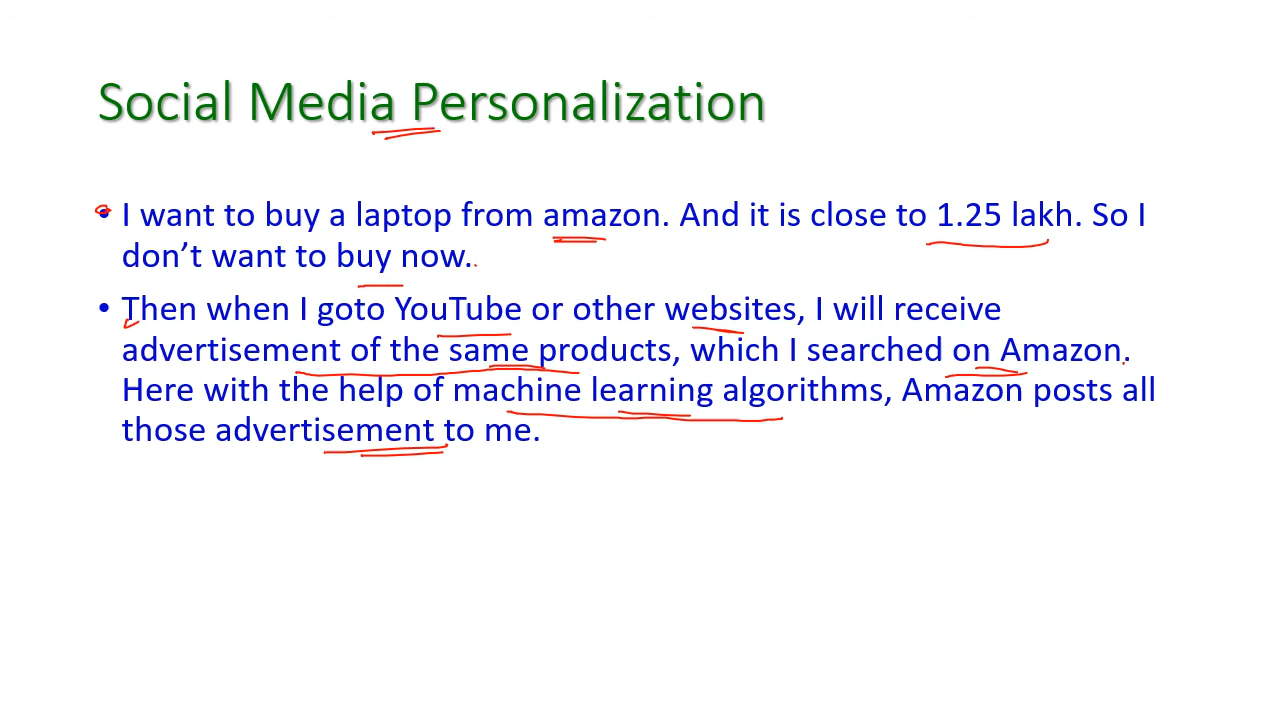 Social Media Personalization
• I want to buy a laptop from amazon. And it is close to 1.25 lakh. So I
don’t want to buy now.
• Then when I goto YouTube or other websites, I will receive
advertisement of the same products, which I searched on Amazon.
Here with the help of machine learning algorithms, Amazon posts all
those advertisement to me.